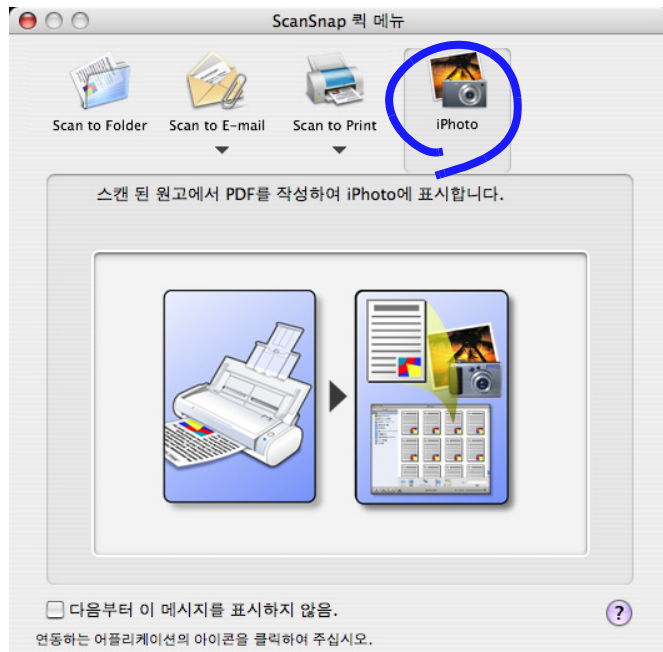 ScanSnap 퀵 메뉴
Scan to Folder Scan to E-mail Scan to Print iPhoto
스캔 된 원고에서 PDF를 작성하여 iPhoto에 표시합니다.
다음부터 이 메시지를 표시하지 않음. ?
연동하는 어플리케이션의 아이콘을 클릭하여 주십시오.